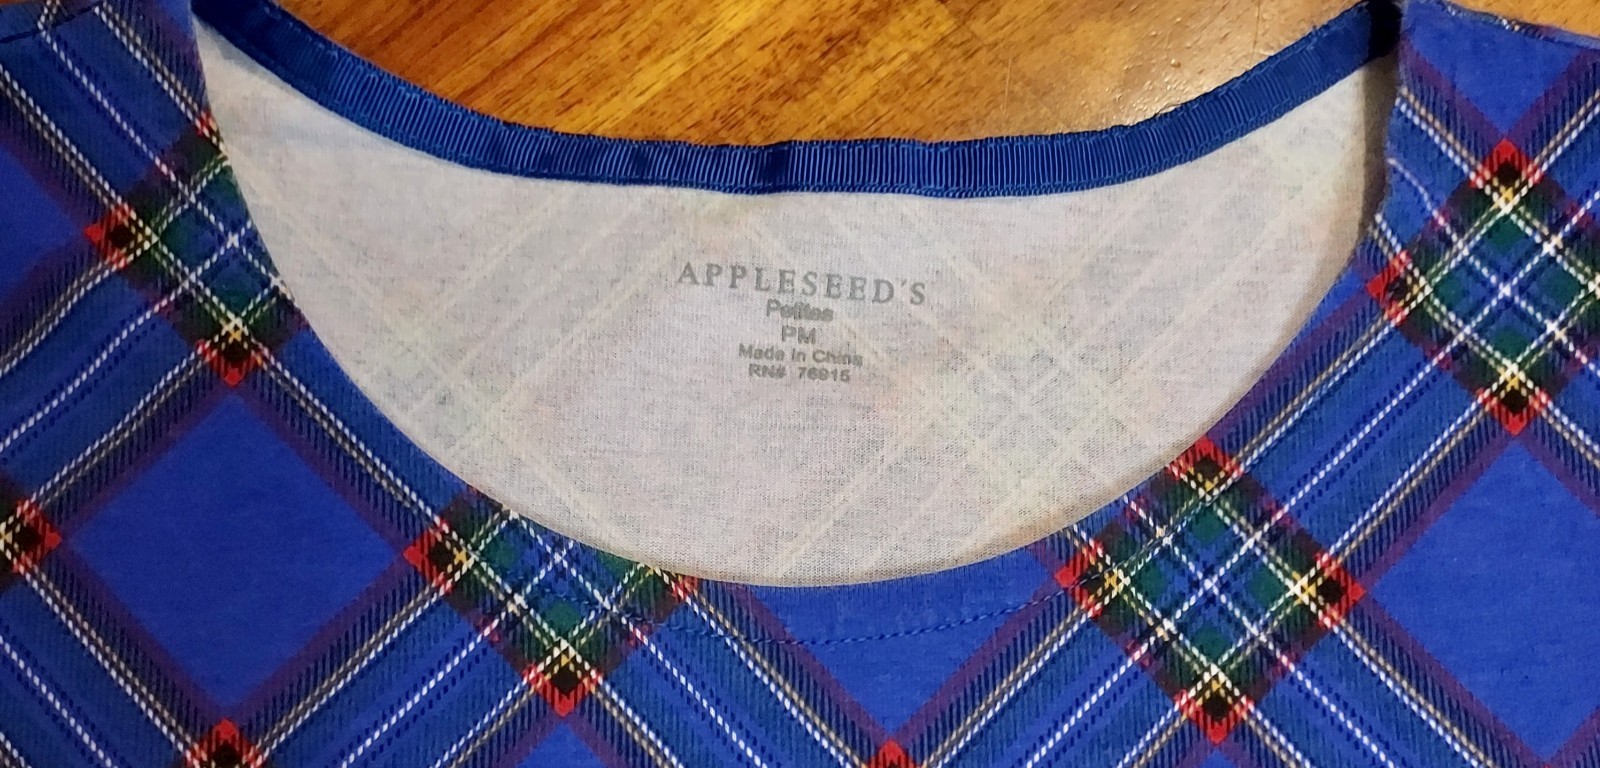 APPLESEED'S
Petites
PM
Made In China
RN# 76915